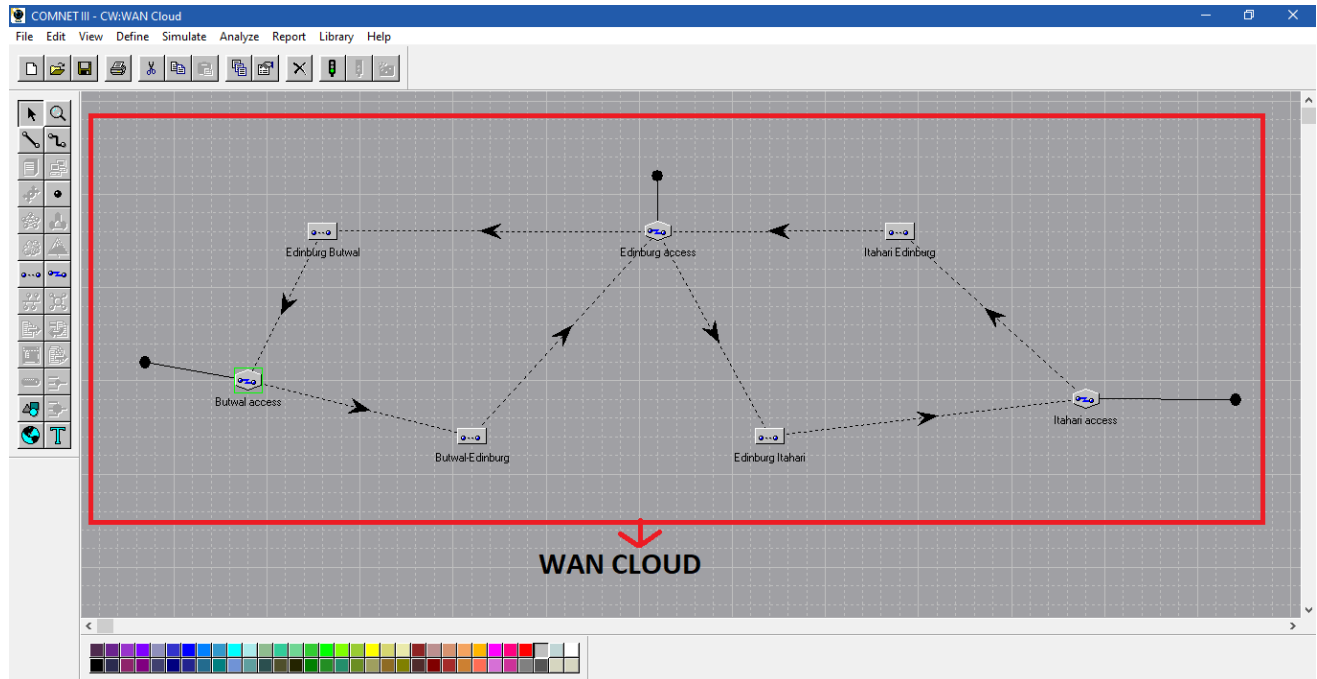 COMNET III - CW:WAN Cloud
File Edit View Define Simulate Analyze Report Library Help
Edinburg Butwal
Edinburg access
Itahari Edinburg
Butwal access
Itahari access
Butwal-Edinburg
Edinburg Itahari
WAN CLOUD